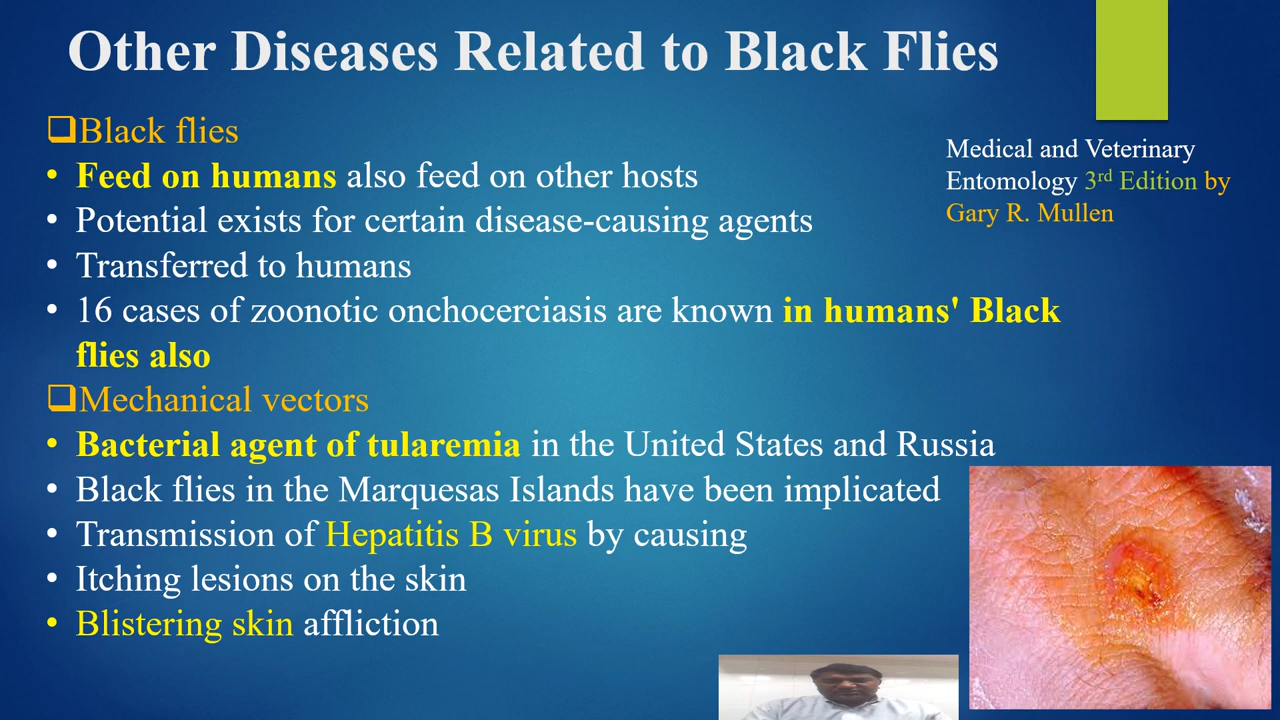 Other Diseases Related to Black Flies
❑Black flies
• Feed on humans also feed on other hosts
• Potential exists for certain disease-causing agents
• Transferred to humans
• 16 cases of zoonotic onchocerciasis are known in humans' Black
flies also
❑Mechanical vectors
• Bacterial agent of tularemia in the United States and Russia
• Black flies in the Marquesas Islands have been implicated
• Transmission of Hepatitis B virus by causing
• Itching lesions on the skin
• Blistering skin affliction
Medical and Veterinary
Entomology 3rd Edition by
Gary R. Mullen